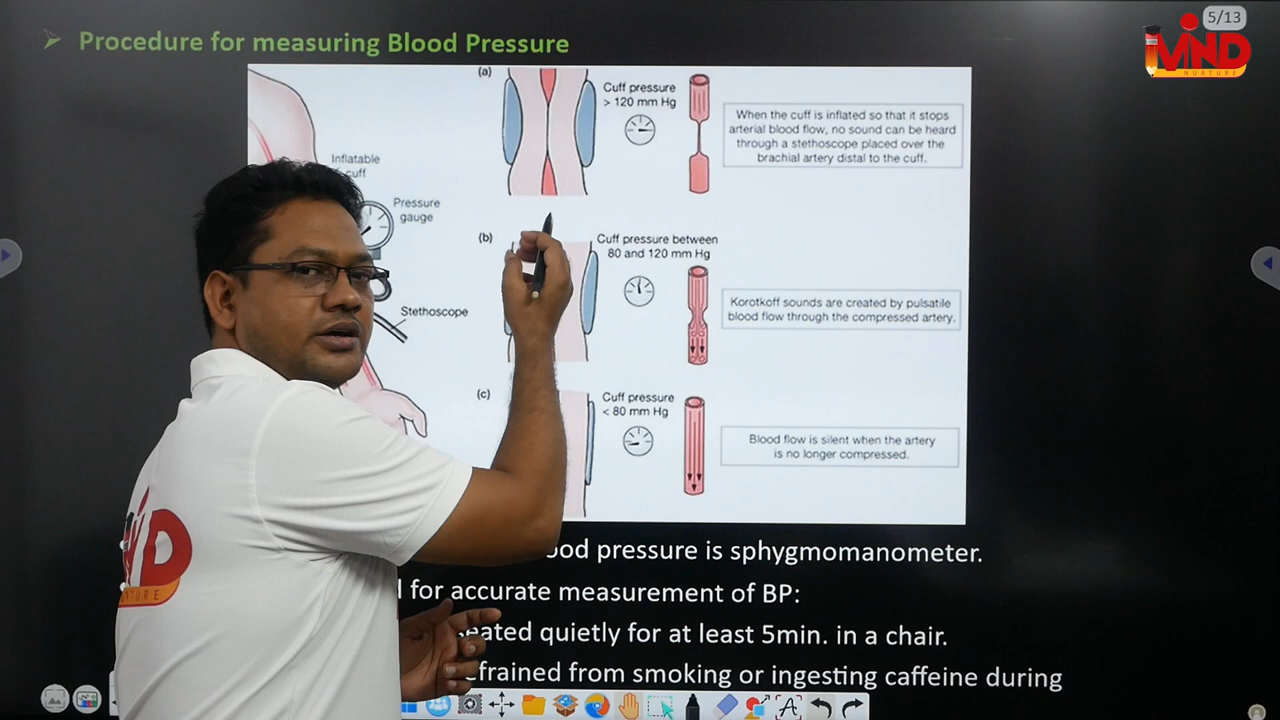 5/13
➤ Procedure for measuring Blood Pressure
MIND
NURTURE
(a)
Cuff pressure
> 120 mm Hg
When the cuff is inflated so that it stops
arterial blood flow, no sound can be heard
through a stethoscope placed over the
brachial artery distal to the cuff.
Inflatable
cuff
Pressure
gauge
(b)
Cuff pressure between
80 and 120 mm Hg
Korotkoff sounds are created by pulsatile
blood flow through the compressed artery.
Stethoscope
(c)
Cuff pressure
< 80 mm Hg
Blood flow is silent when the artery
is no longer compressed.
ood pressure is sphygmomanometer.
for accurate measurement of BP:
eated quietly for at least 5min. in a chair.
efrained from smoking or ingesting caffeine during